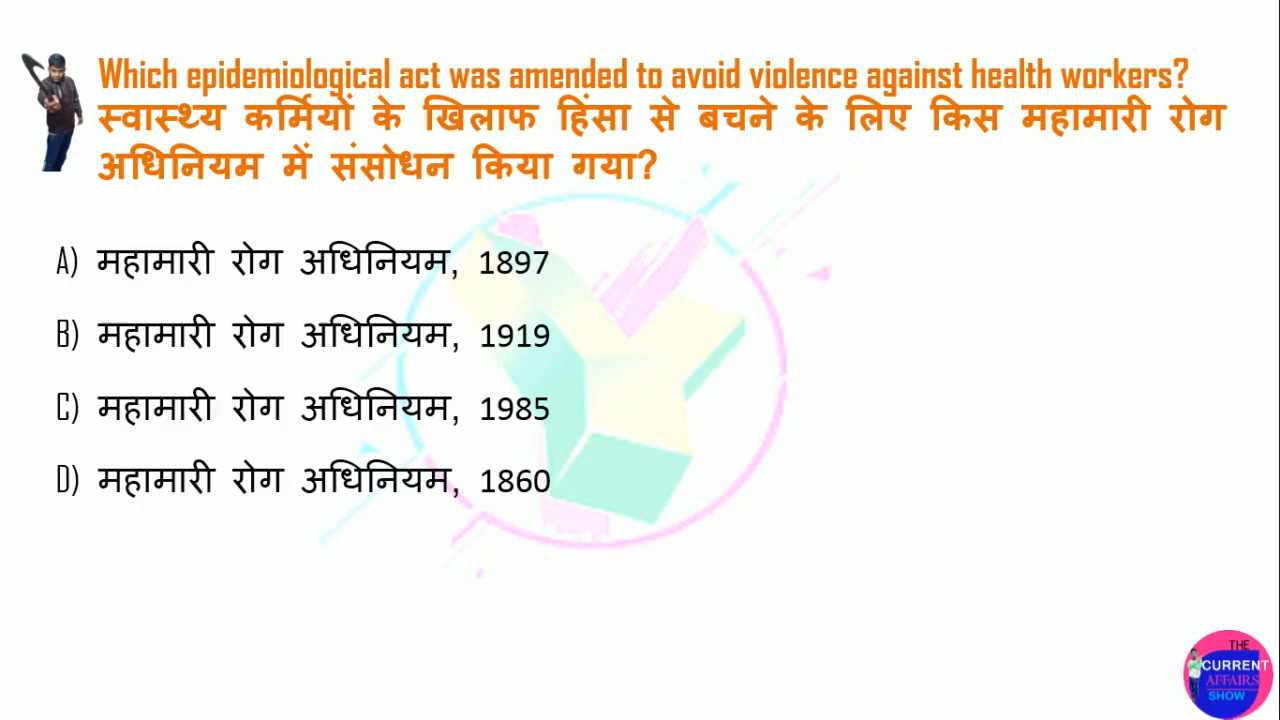 Which epidemiological act was amended to avoid violence against health workers?
स्वास्थ्य कर्मियों के खिलाफ हिंसा से बचने के लिए किस महामारी रोग
अधिनियम में संसोधन किया गया?
A) महामारी रोग अधिनियम, 1897
B) महामारी रोग अधिनियम, 1919
C) महामारी रोग अधिनियम, 1985
D) महामारी रोग अधिनियम, 1860
THE
CURRENT
AFFAIRS
SHOW